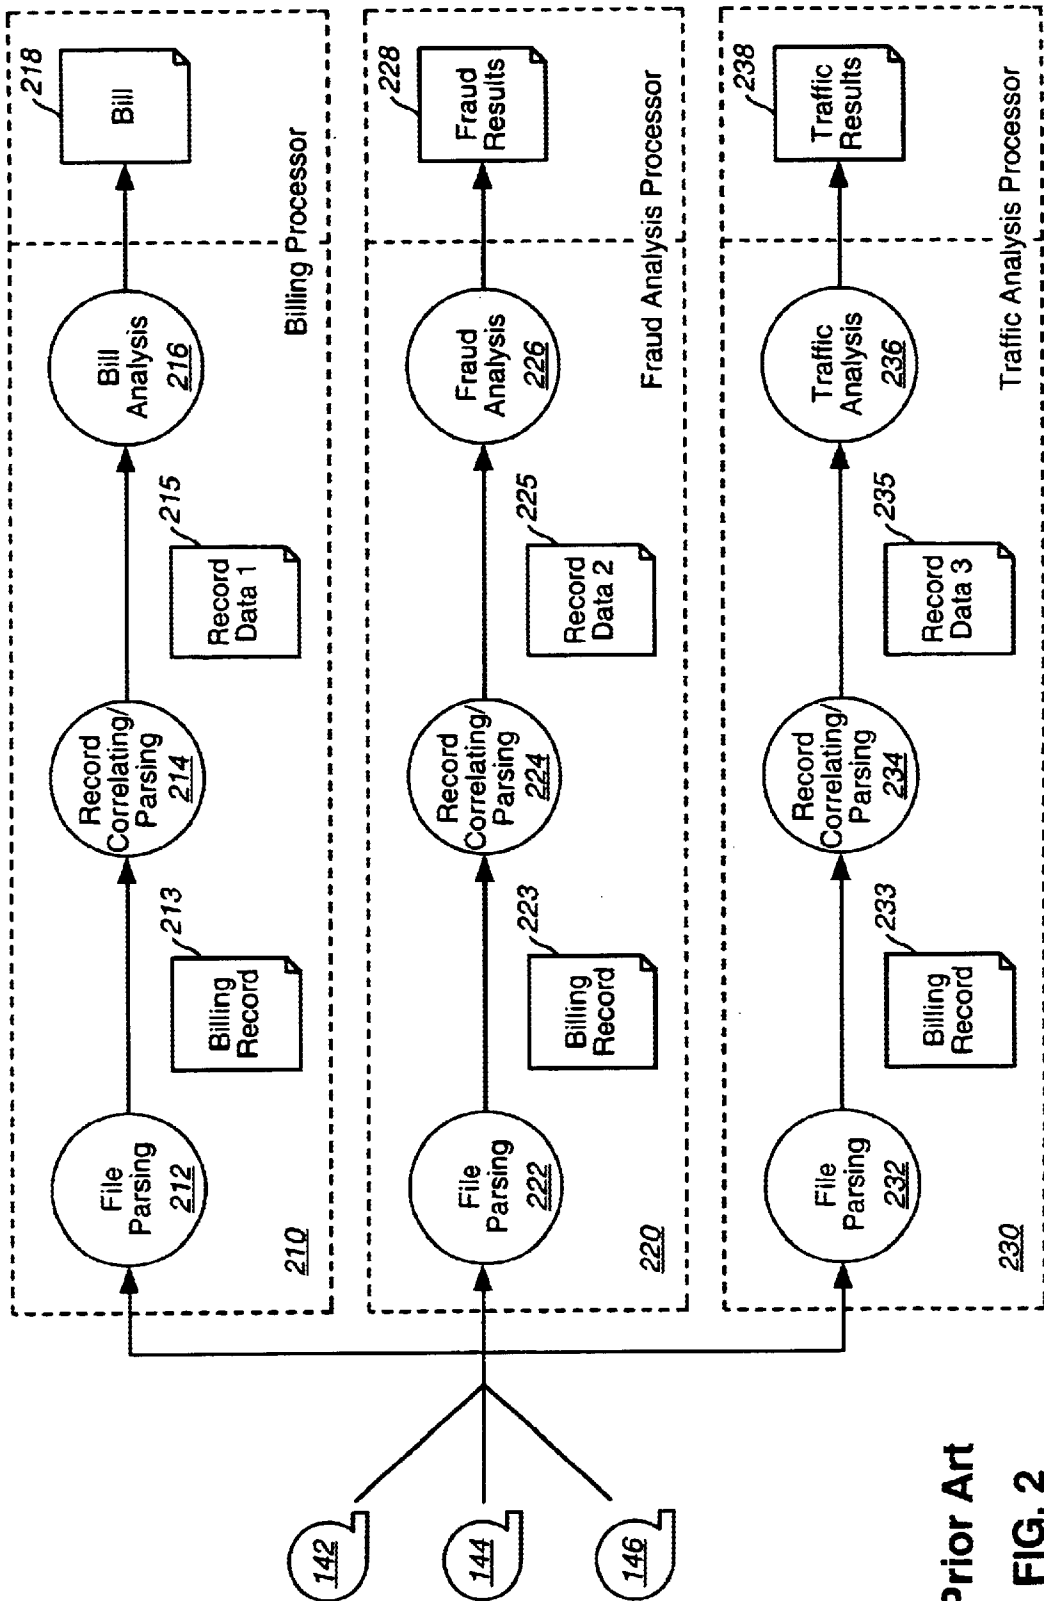 142
144
146
File
Parsing
212
213
Billing
Record
Record
Correlating/
Parsing
214
215
Record
Data 1
Bill
Analysis
216
218
Bill
210
Billing Processor
File
Parsing
222
223
Billing
Record
Record
Correlating/
Parsing
224
225
Record
Data 2
Fraud
Analysis
226
228
Fraud
Results
220
Fraud Analysis Processor
File
Parsing
232
233
Billing
Record
Record
Correlating/
Parsing
234
235
Record
Data 3
Traffic
Analysis
236
238
Traffic
Results
230
Traffic Analysis Processor
Prior Art
FIG. 2